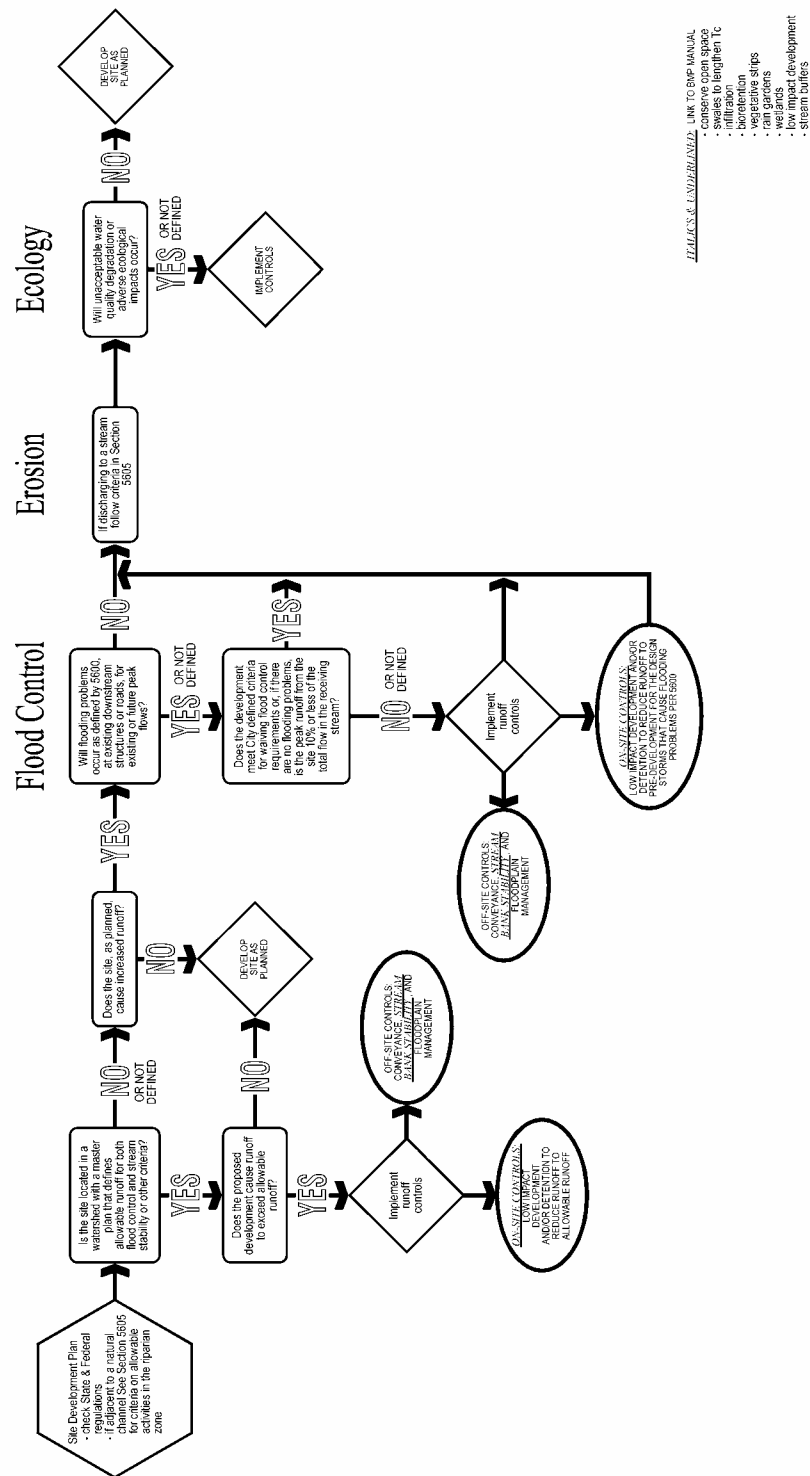 Flood Control
Erosion
Ecology
Site Development Plan
- check State & Federal
regulations
- if adjacent to a natural
channel See Section 5605
for criteria on allowable
activities in the riparian
zone
Is the site located in a
watershed with a master
plan that defines
allowable runoff for both
flood control and stream
stability or other criteria?
NO
OR NOT
DEFINED
YES
Does the site, as planned,
cause increased runoff?
YES
NO
DEVELOP
SITE AS
PLANNED
Does the proposed
development cause runoff
to exceed allowable
runoff?
NO
YES
Implement
runoff
controls
OFF-SITE CONTROLS:
CONVEYANCE, STREAM
BANK STABILITY, AND
FLOODPLAIN
MANAGEMENT
ON-SITE CONTROLS:
LOW IMPACT
DEVELOPMENT
AND/OR DETENTION TO
REDUCE RUNOFF TO
ALLOWABLE RUNOFF
Will flooding problems
occur as defined by 5600,
at existing downstream
structures or roads, for
existing or future peak
flows?
NO
YES
OR NOT
DEFINED
Does the development
meet City defined criteria
for waiving flood control
requirements or, if there
are no flooding problems,
is the peak runoff from the
site 10% or less of the
total flow in the receiving
stream?
YES
NO
OR NOT
DEFINED
Implement
runoff
controls
OFF-SITE CONTROLS:
CONVEYANCE, STREAM
BANK STABILITY, AND
FLOODPLAIN
MANAGEMENT
ON-SITE CONTROLS:
LOW IMPACT DEVELOPMENT AND/OR
DETENTION TO REDUCE RUNOFF TO
PRE-DEVELOPMENT FOR THE DESIGN
STORMS THAT CAUSE FLOODING
PROBLEMS PER 5600
If discharging to a stream
follow criteria in Section
5605
Will unacceptable water
quality degradation or
adverse ecological
impacts occur?
NO
DEVELOP
SITE AS
PLANNED
YES
OR NOT
DEFINED
IMPLEMENT
CONTROLS
ITALICS & UNDERLINED: LINK TO BMP MANUAL
- conserve open space
- swales to lengthen Tc
- infiltration
- bioretention
- vegetative strips
- rain gardens
- wetlands
- low impact development
- stream buffers